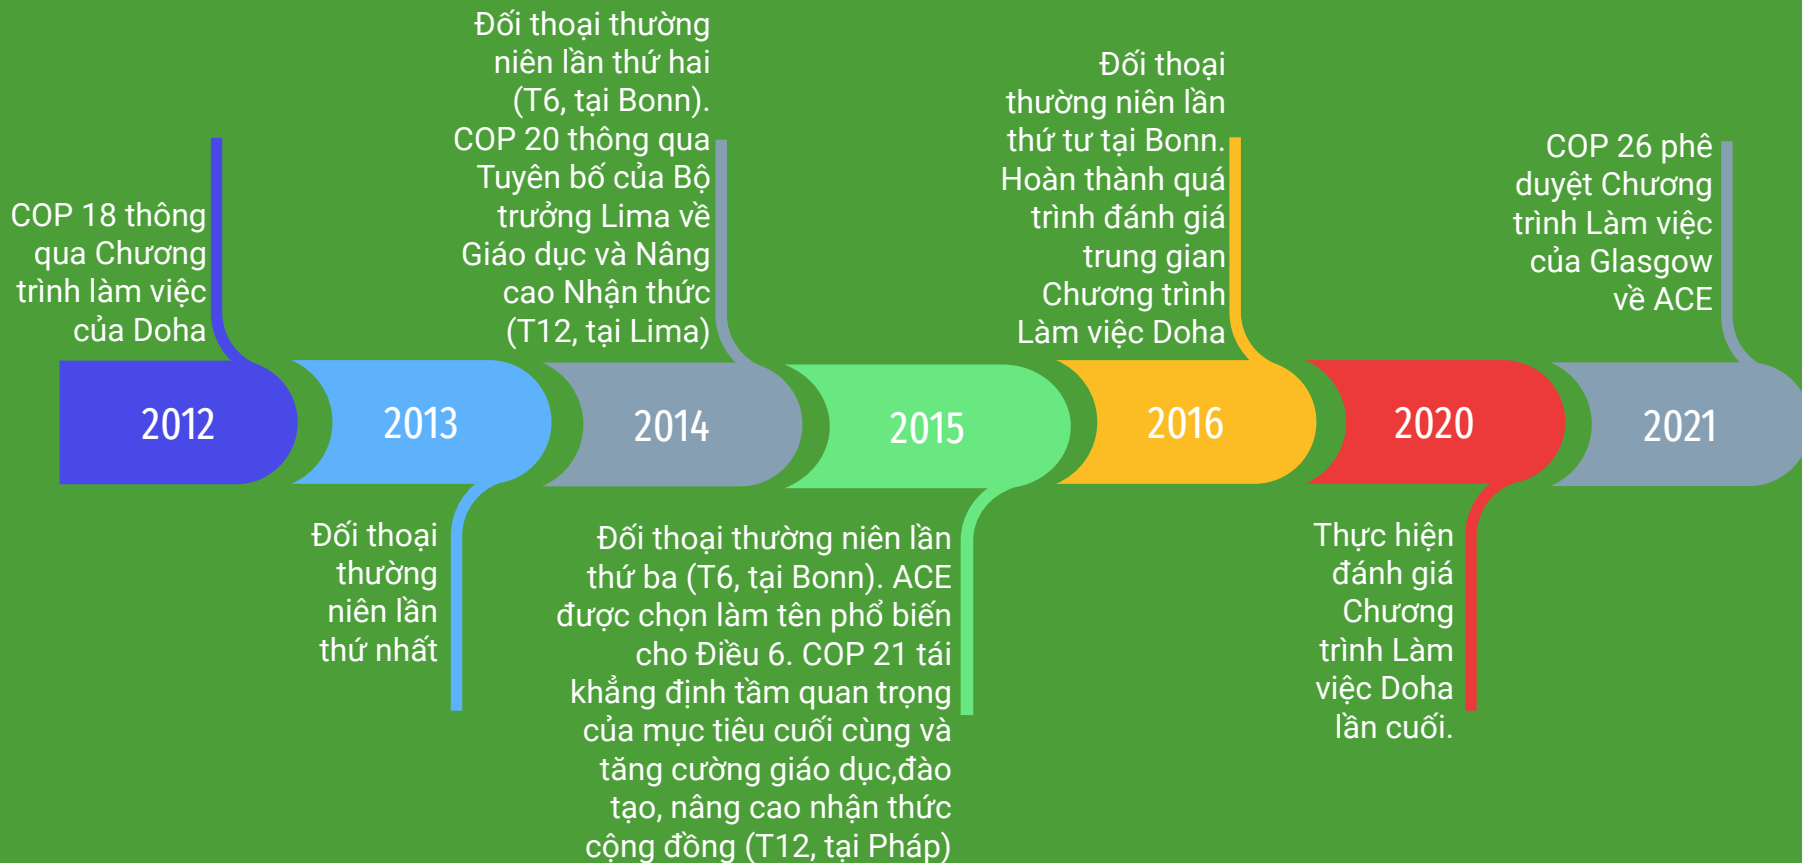 COP 18 thông
qua Chương
trình làm việc
của Doha
2012
2013
Đối thoại
thường
niên lần
thứ nhất
Đối thoại thường
niên lần thứ hai
(T6, tại Bonn).
COP 20 thông qua
Tuyên bố của Bộ
trưởng Lima về
Giáo dục và Nâng
cao Nhận thức
(T12, tại Lima)
2014
2015
Đối thoại thường niên lần
thứ ba (T6, tại Bonn). ACE
được chọn làm tên phổ biến
cho Điều 6. COP 21 tái
khẳng định tầm quan trọng
của mục tiêu cuối cùng và
tăng cường giáo dục,đào
tạo, nâng cao nhận thức
cộng đồng (T12, tại Pháp)
Đối thoại
thường niên lần
thứ tư tại Bonn.
Hoàn thành quá
trình đánh giá
trung gian
Chương trình
Làm việc Doha
2016
2020
Thực hiện
đánh giá
Chương
trình Làm
việc Doha
lần cuối.
COP 26 phê
duyệt Chương
trình Làm việc
của Glasgow
về ACE
2021